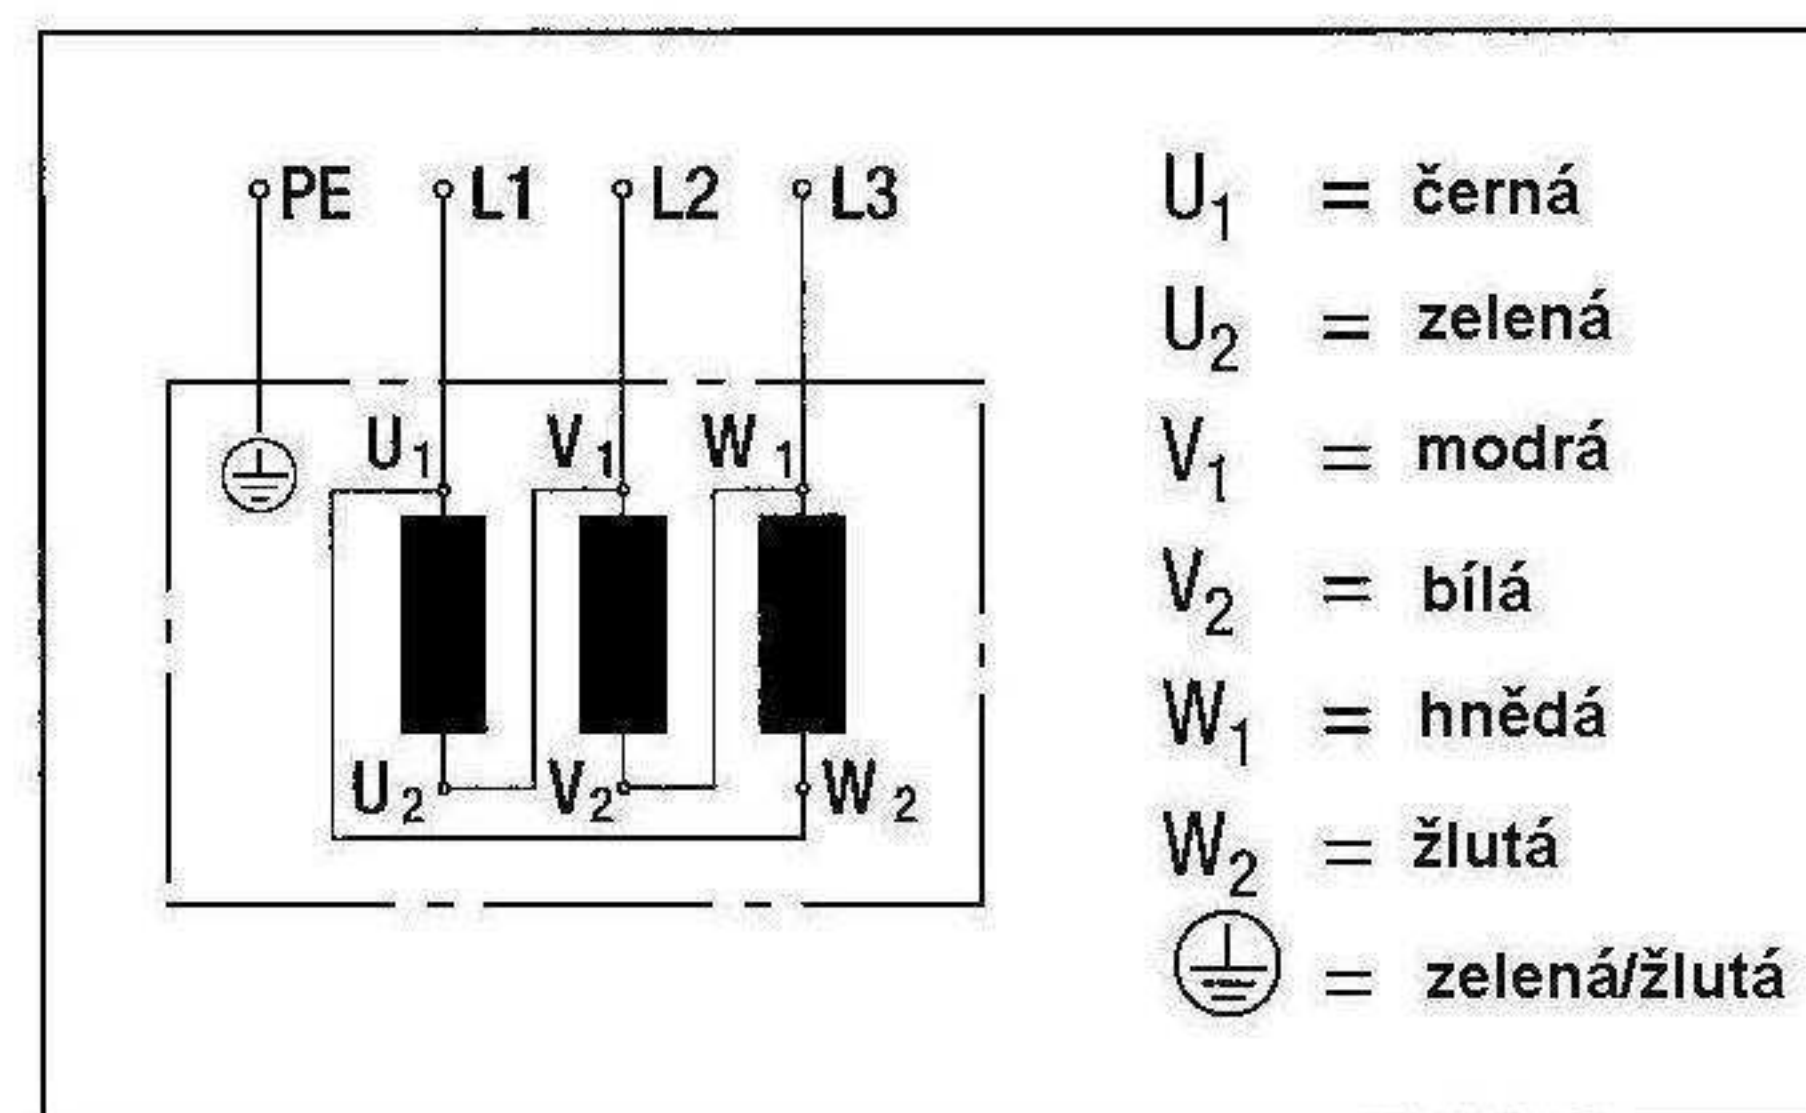 PE L1 L2 L3
U1 V1 W1
U2 V2 W2
U1 = černá
U2 = zelená
V1 = modrá
V2 = bílá
W1 = hnědá
W2 = žlutá
= zelená/žlutá